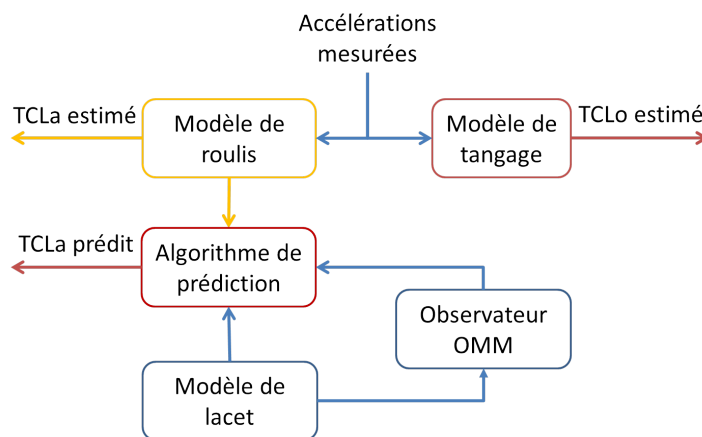 Accélérations
mesurées
TCLa estimé
Modèle de
roulis
Modèle de
tangage
TCLo estimé
TCLa prédit
Algorithme de
prédiction
Observateur
OMM
Modèle de
lacet